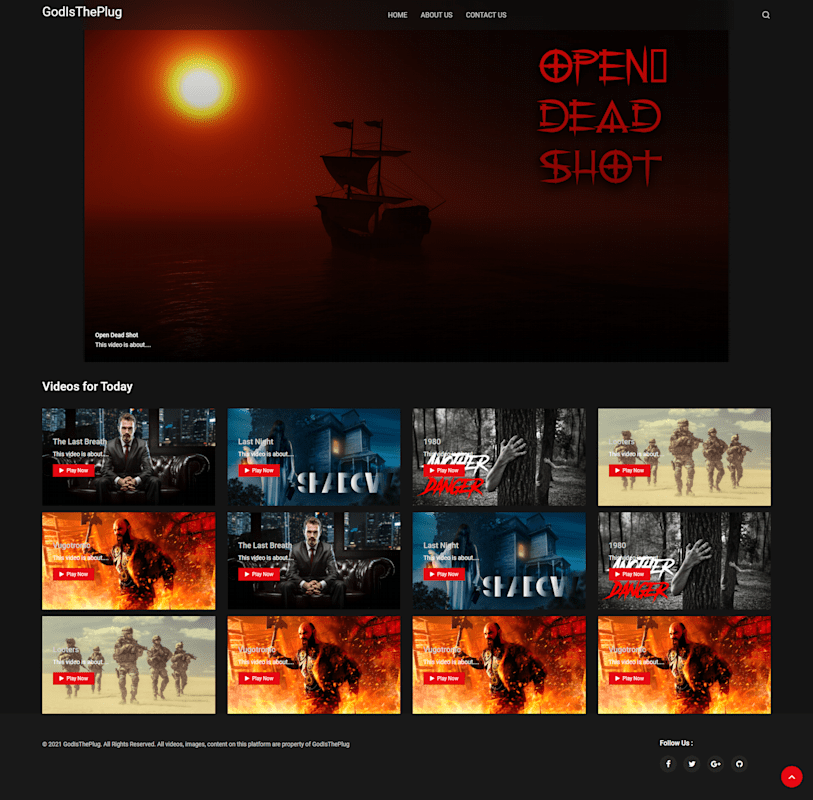 GodIsThePlug
HOME ABOUT US CONTACT US
OPEN
DEAD
SHOT
Open Dead Shot
This video is about....
Videos for Today
The Last Breath
This video is about....
Play Now
Last Night
This video is about....
Play Now
SHADOW
1980
This video is about....
Play Now
ANOTHER
DANGER
Looters
This video is about....
Play Now
Yugotromo
This video is about....
Play Now
The Last Breath
This video is about....
Play Now
Last Night
This video is about....
Play Now
SHADOW
1980
This video is about....
Play Now
ANOTHER
DANGER
Looters
This video is about....
Play Now
This video is about....
Play Now
This video is about....
Play Now
This video is about....
Play Now
© 2021 GodIsThePlug. All Rights Reserved. All videos, images, content on this platform are property of GodIsThePlug
Follow Us :